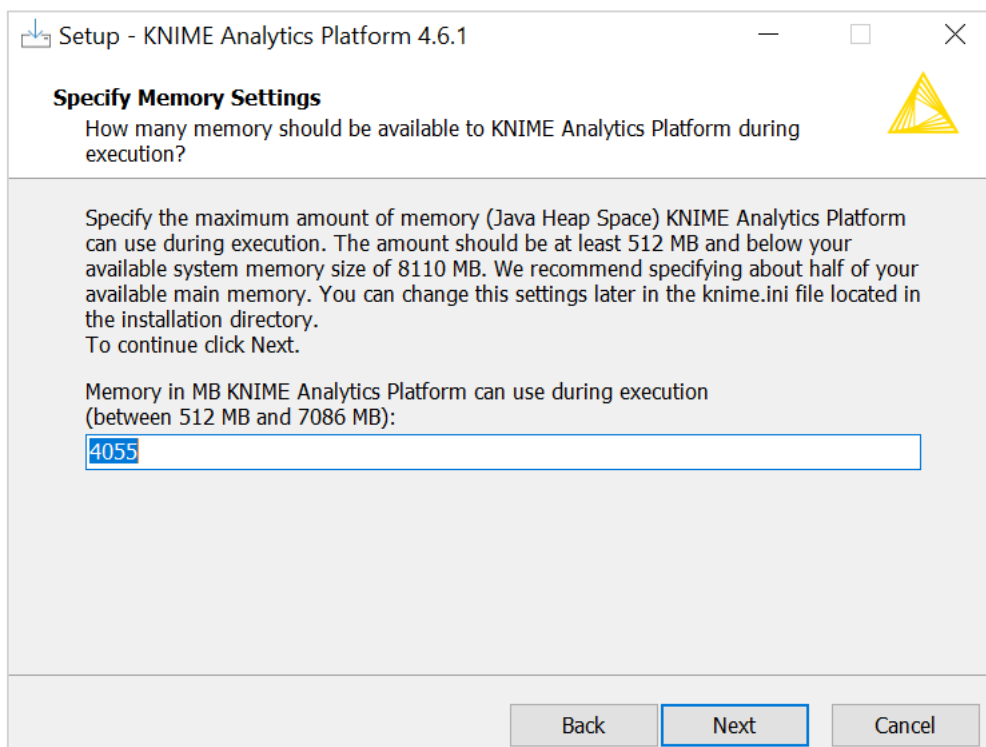 Setup - KNIME Analytics Platform 4.6.1
Specify Memory Settings
How many memory should be available to KNIME Analytics Platform during
execution?
Specify the maximum amount of memory (Java Heap Space) KNIME Analytics Platform
can use during execution. The amount should be at least 512 MB and below your
available system memory size of 8110 MB. We recommend specifying about half of your
available main memory. You can change this settings later in the knime.ini file located in
the installation directory.
To continue click Next.
Memory in MB KNIME Analytics Platform can use during execution
(between 512 MB and 7086 MB):
4055
Back Next Cancel